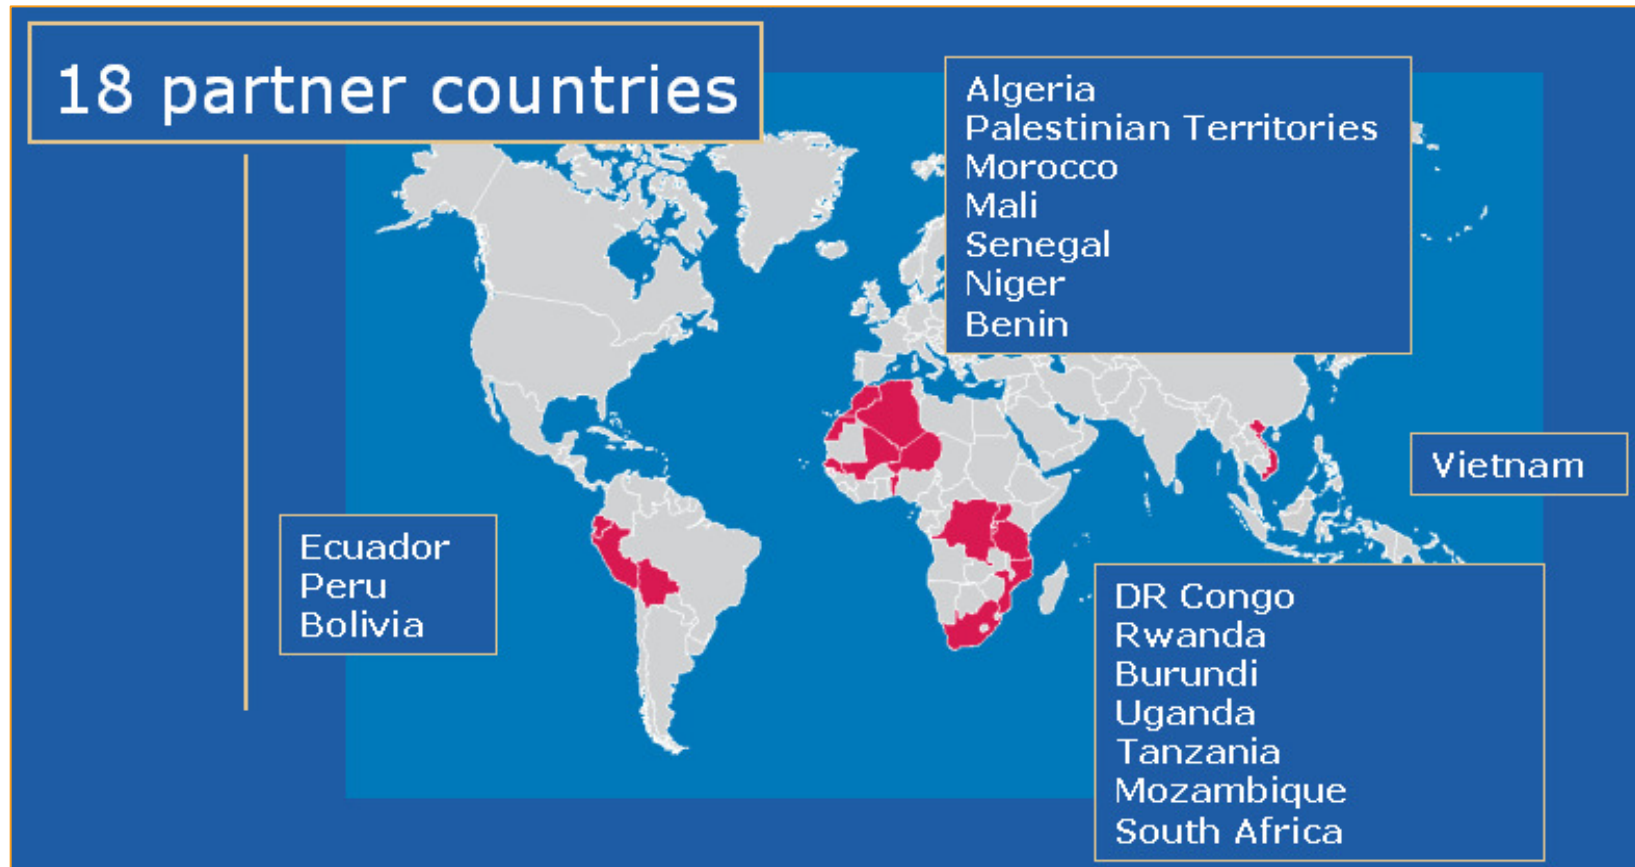 18 partner countries
Algeria
Palestinian Territories
Morocco
Mali
Senegal
Niger
Benin
Vietnam
Ecuador
Peru
Bolivia
DR Congo
Rwanda
Burundi
Uganda
Tanzania
Mozambique
South Africa